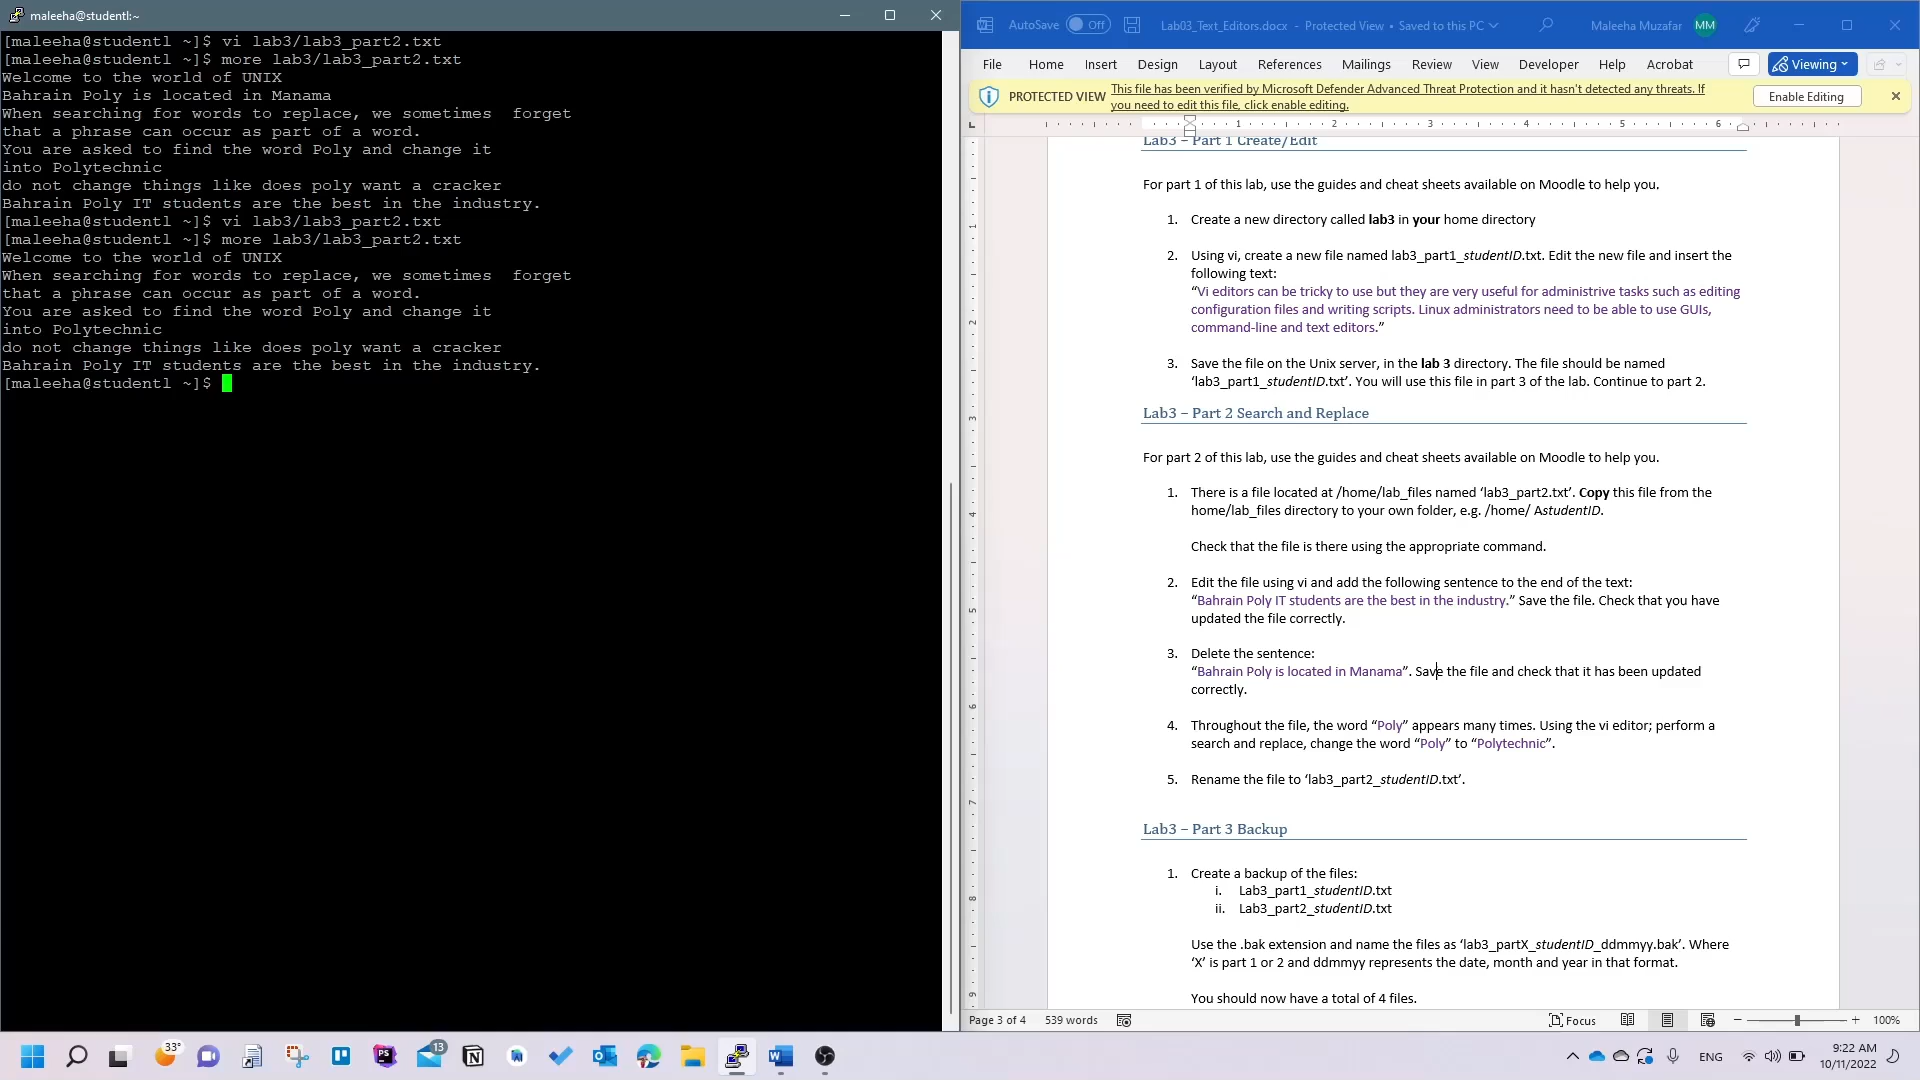 maleeha@studentl:~
[maleeha@studentl ~]$ vi lab3/lab3_part2.txt
[maleeha@studentl ~]$ more lab3/lab3_part2.txt
Welcome to the world of UNIX
Bahrain Poly is located in Manama
When searching for words to replace, we sometimes  forget
that a phrase can occur as part of a word.
You are asked to find the word Poly and change it
into Polytechnic
do not change things like does poly want a cracker
Bahrain Poly IT students are the best in the industry.
[maleeha@studentl ~]$ vi lab3/lab3_part2.txt
[maleeha@studentl ~]$ more lab3/lab3_part2.txt
Welcome to the world of UNIX
When searching for words to replace, we sometimes  forget
that a phrase can occur as part of a word.
You are asked to find the word Poly and change it
into Polytechnic
do not change things like does poly want a cracker
Bahrain Poly IT students are the best in the industry.
[maleeha@studentl ~]$
AutoSave Off Lab03_Text_Editors.docx - Protected View • Saved to this PC Maleeha Muzafar MM
File Home Insert Design Layout References Mailings Review View Developer Help Acrobat Viewing
PROTECTED VIEW This file has been verified by Microsoft Defender Advanced Threat Protection and it hasn't detected any threats. If
you need to edit this file, click enable editing.
Enable Editing
1 2 3 4 5 6
Lab3 – Part 1 Create/Edit
For part 1 of this lab, use the guides and cheat sheets available on Moodle to help you.
1. Create a new directory called lab3 in your home directory
2. Using vi, create a new file named lab3_part1_studentID.txt. Edit the new file and insert the
following text:
“Vi editors can be tricky to use but they are very useful for administrive tasks such as editing
configuration files and writing scripts. Linux administrators need to be able to use GUIs,
command-line and text editors.”
3. Save the file on the Unix server, in the lab 3 directory. The file should be named
‘lab3_part1_studentID.txt’. You will use this file in part 3 of the lab. Continue to part 2.
Lab3 – Part 2 Search and Replace
For part 2 of this lab, use the guides and cheat sheets available on Moodle to help you.
1. There is a file located at /home/lab_files named ‘lab3_part2.txt’. Copy this file from the
home/lab_files directory to your own folder, e.g. /home/ AstudentID.
Check that the file is there using the appropriate command.
2. Edit the file using vi and add the following sentence to the end of the text:
“Bahrain Poly IT students are the best in the industry.” Save the file. Check that you have
updated the file correctly.
3. Delete the sentence:
“Bahrain Poly is located in Manama”. Save the file and check that it has been updated
correctly.
4. Throughout the file, the word “Poly” appears many times. Using the vi editor; perform a
search and replace, change the word “Poly” to “Polytechnic”.
5. Rename the file to ‘lab3_part2_studentID.txt’.
Lab3 – Part 3 Backup
1. Create a backup of the files:
i. Lab3_part1_studentID.txt
ii. Lab3_part2_studentID.txt
Use the .bak extension and name the files as ‘lab3_partX_studentID_ddmmyy.bak’. Where
‘X’ is part 1 or 2 and ddmmyy represents the date, month and year in that format.
You should now have a total of 4 files.
Page 3 of 4 539 words Focus 100%
33° PS 13 ENG 9:22 AM
10/11/2022